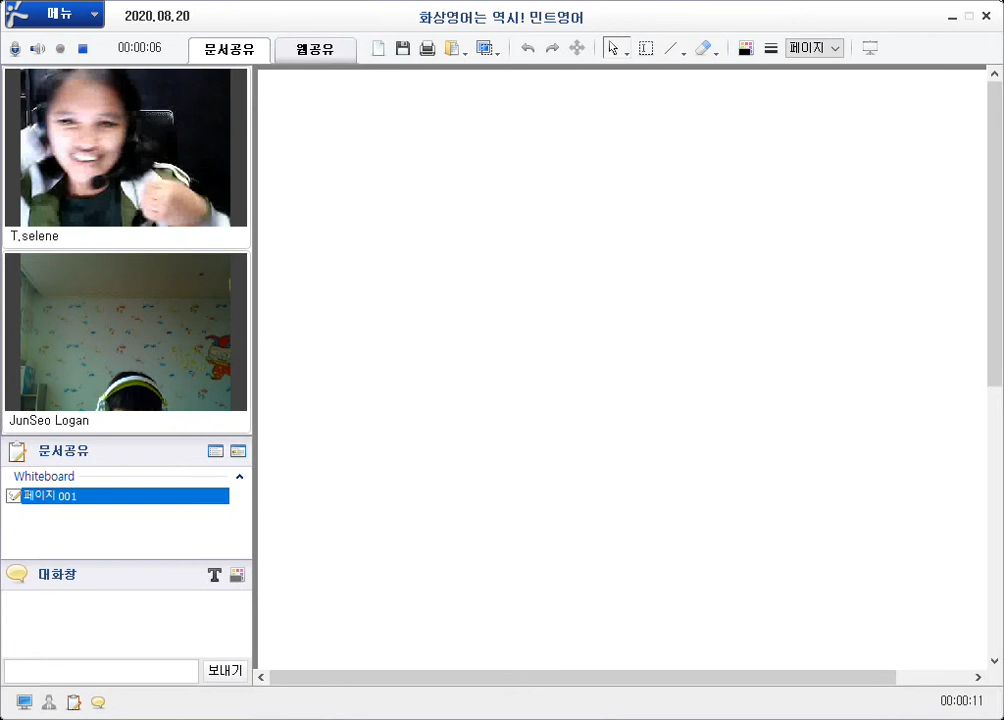 메뉴
2020.08.20
화상영어는 역시! 민트영어
00:00:06
문서공유
웹공유
페이지
T.selene
JunSeo Logan
문서공유
Whiteboard
페이지 001
대화창
보내기
00:00:11